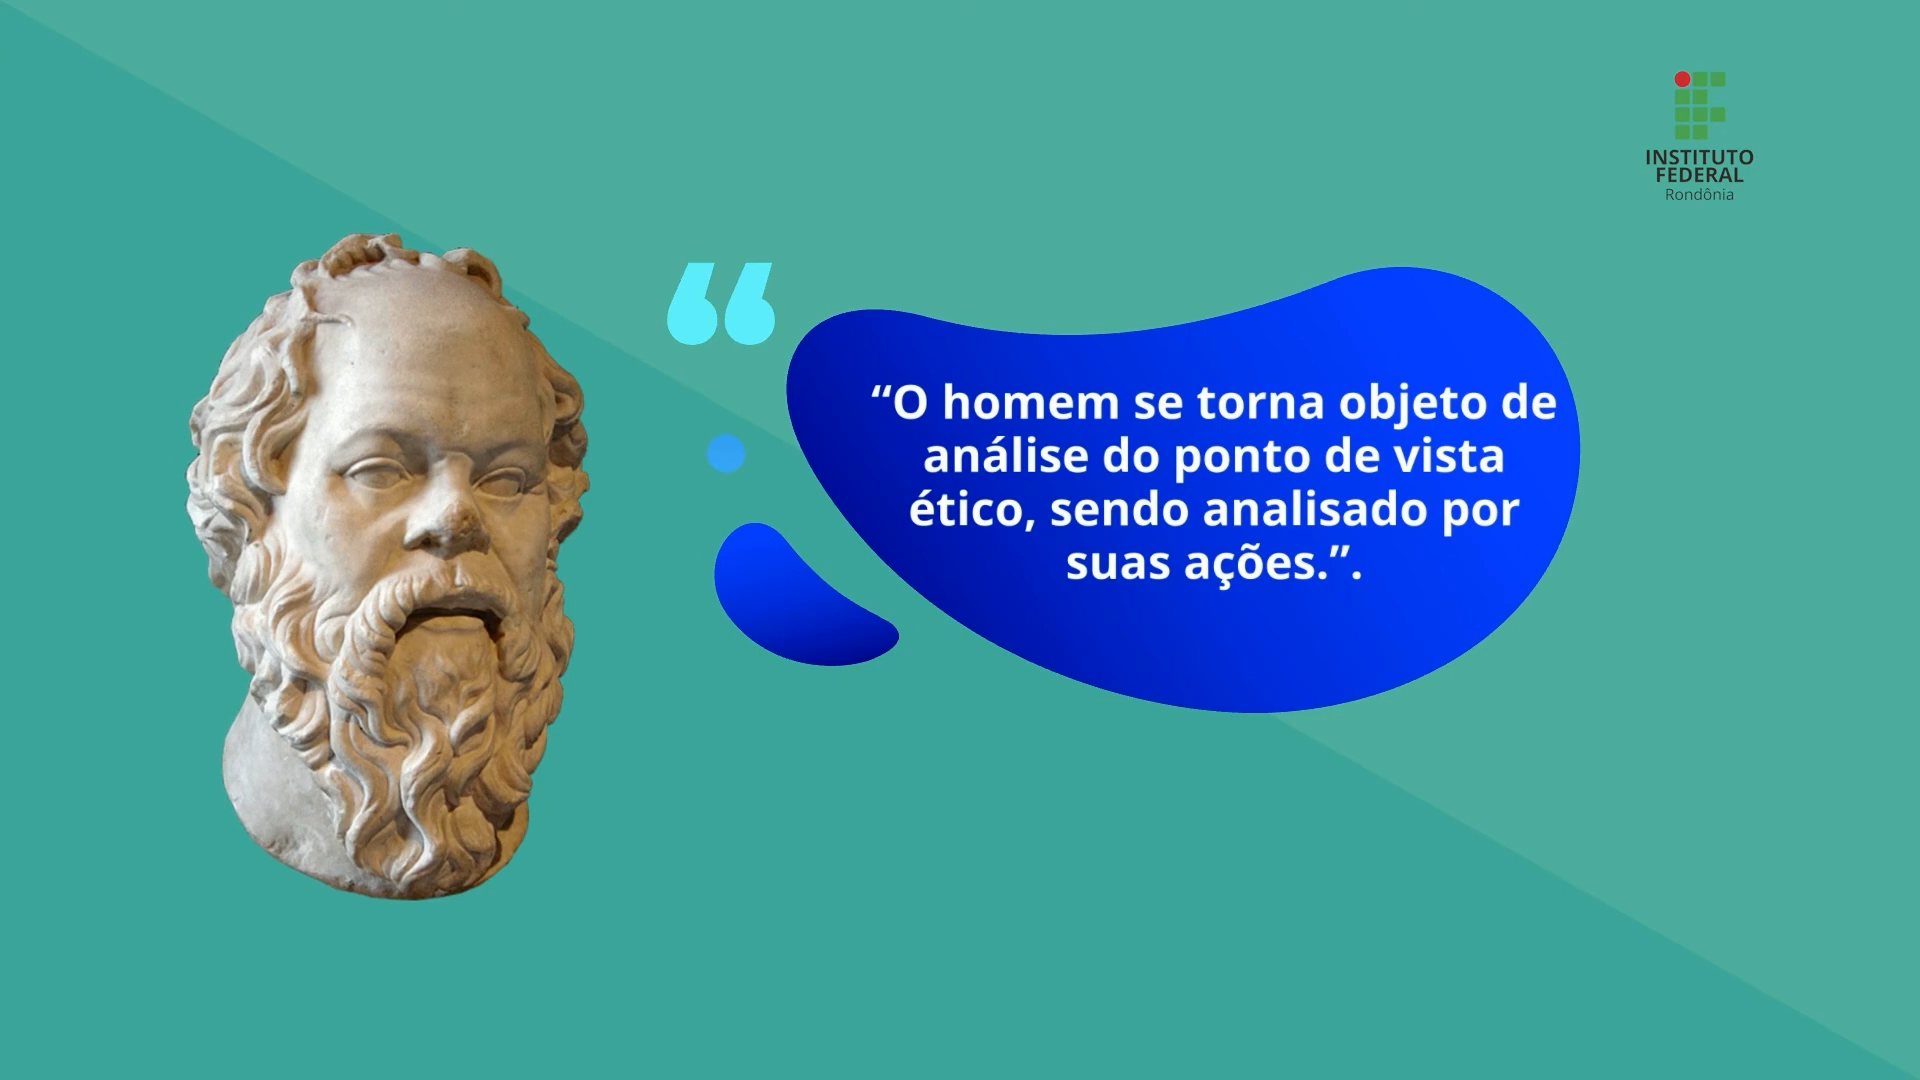 INSTITUTO
FEDERAL
Rondônia
“O homem se torna objeto de
análise do ponto de vista
ético, sendo analisado por
suas ações.”.